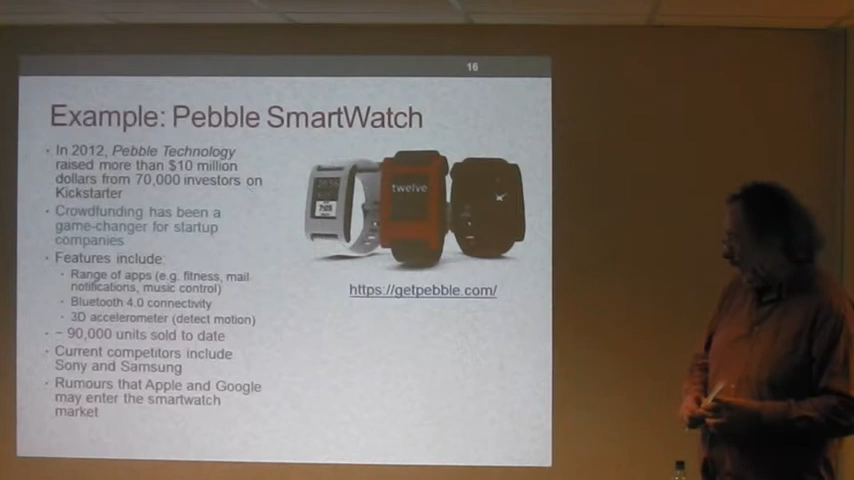 16
Example: Pebble SmartWatch
• In 2012, Pebble Technology
raised more than $10 million
dollars from 70,000 investors on
Kickstarter
• Crowdfunding has been a
game-changer for startup
companies
• Features include:
• Range of apps (e.g. fitness, mail
notifications, music control)
• Bluetooth 4.0 connectivity
• 3D accelerometer (detect motion)
• ~ 90,000 units sold to date
• Current competitors include
Sony and Samsung
• Rumours that Apple and Google
may enter the smartwatch
market
twelve
https://getpebble.com/